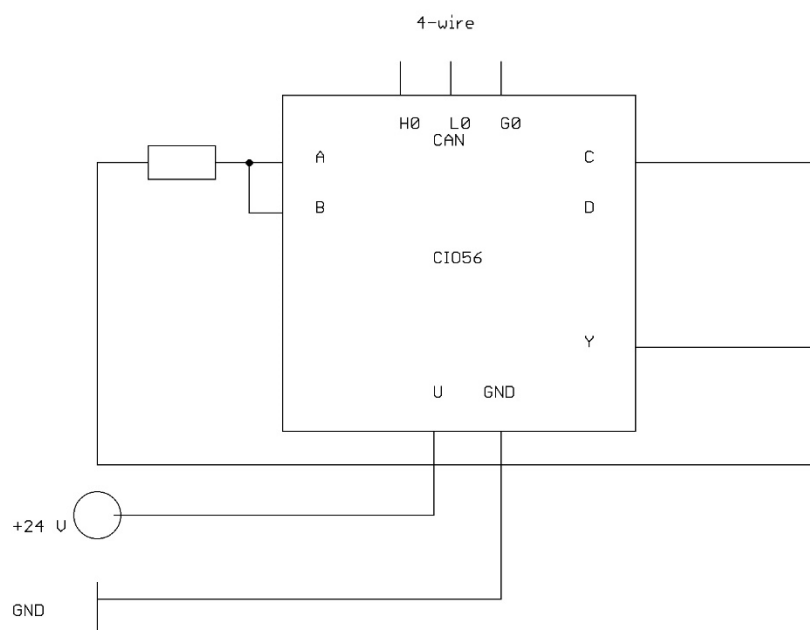 4-wire
H0 L0 G0
CAN
A
C
B
D
CIO56
Y
U GND
+24 V
GND